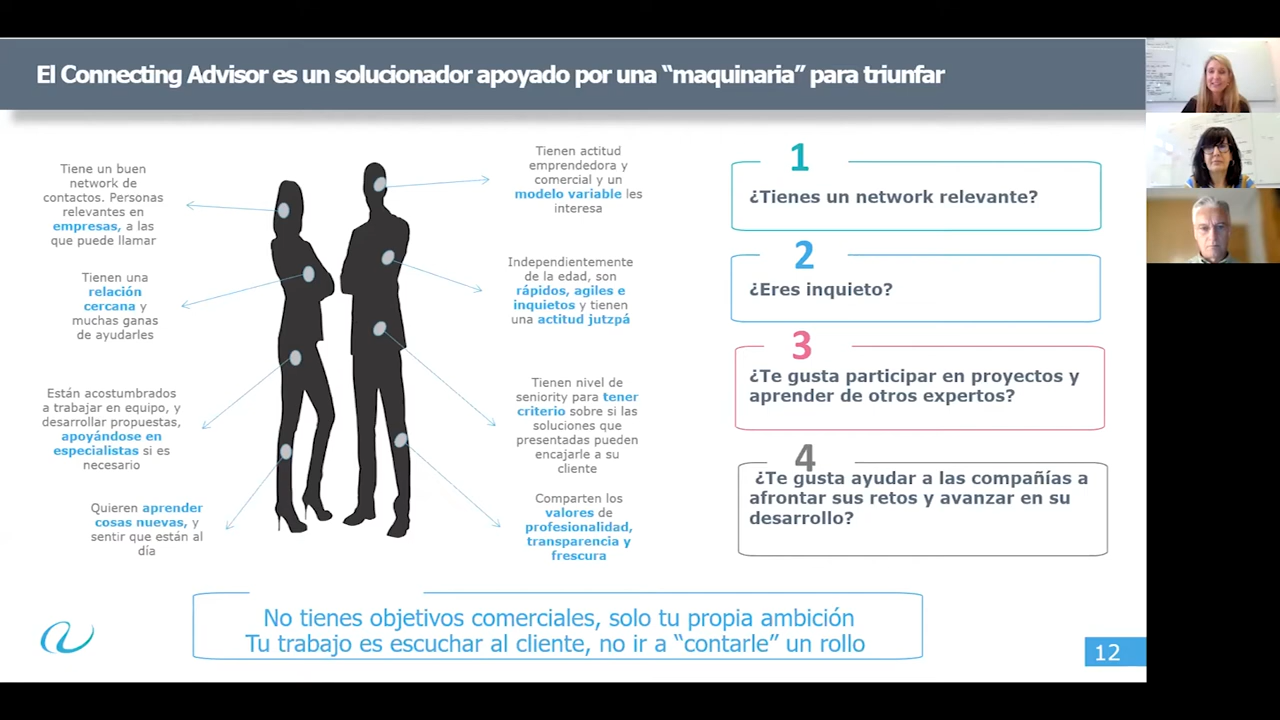 El Connecting Advisor es un solucionador apoyado por una “maquinaria” para triunfar
Tiene un buen
network de
contactos. Personas
relevantes en
empresas, a las
que puede llamar
Tienen una
relación
cercana y
muchas ganas
de ayudarles
Están acostumbrados
a trabajar en equipo, y
desarrollar propuestas,
apoyándose en
especialistas si es
necesario
Quieren aprender
cosas nuevas, y
sentir que están al
día
Tienen actitud
emprendedora y
comercial y un
modelo variable les
interesa
Independientemente
de la edad, son
rápidos, agiles e
inquietos y tienen
una actitud jutzpá
Tienen nivel de
seniority para tener
criterio sobre si las
soluciones que
presentadas pueden
encajarle a su
cliente
Comparten los
valores de
profesionalidad,
transparencia y
frescura
1
¿Tienes un network relevante?
2
¿Eres inquieto?
3
¿Te gusta participar en proyectos y
aprender de otros expertos?
4
¿Te gusta ayudar a las compañías a
afrontar sus retos y avanzar en su
desarrollo?
No tienes objetivos comerciales, solo tu propia ambición
Tu trabajo es escuchar al cliente, no ir a “contarle” un rollo
12